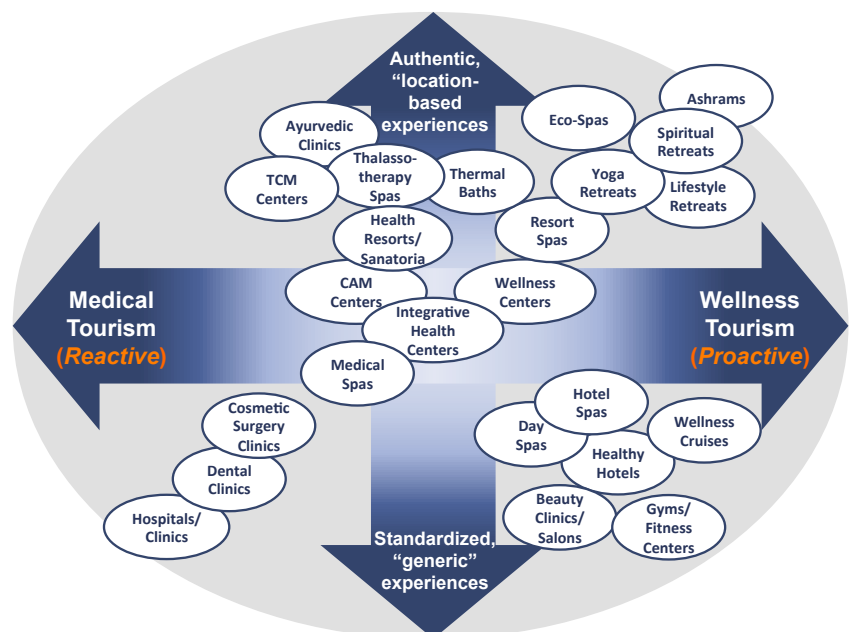 Authentic,
“location-
based
experiences
Ashrams
Eco-Spas
Ayurvedic
Clinics
Spiritual
Retreats
Thalasso-
therapy
Spas
TCM
Centers
Thermal
Baths
Yoga
Retreats
Lifestyle
Retreats
Health
Resorts/
Sanatoria
Resort
Spas
CAM
Centers
Wellness
Centers
Medical
Tourism
(Reactive)
Integrative
Health
Centers
Wellness
Tourism
(Proactive)
Medical
Spas
Hotel
Spas
Cosmetic
Surgery
Clinics
Day
Spas
Wellness
Cruises
Healthy
Hotels
Dental
Clinics
Hospitals/
Clinics
Beauty
Clinics/
Salons
Gyms/
Fitness
Centers
Standardized,
“generic”
experiences